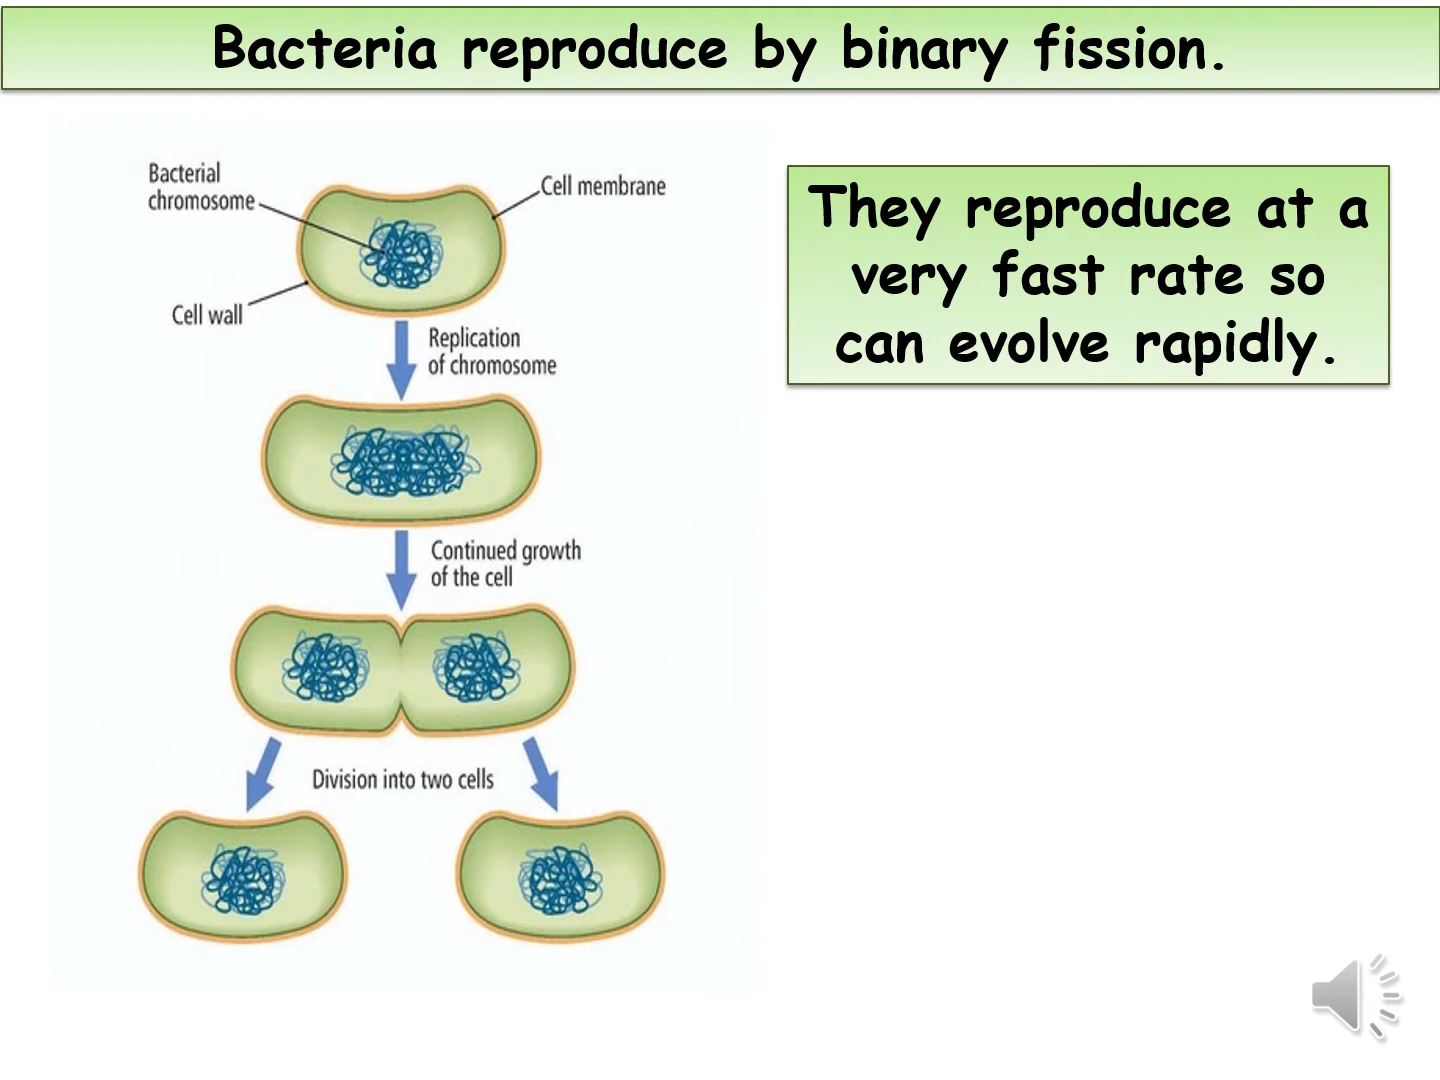 Bacteria reproduce by binary fission.
Bacterial
chromosome
Cell membrane
Cell wall
Replication
of chromosome
Continued growth
of the cell
Division into two cells
They reproduce at a
very fast rate so
can evolve rapidly.